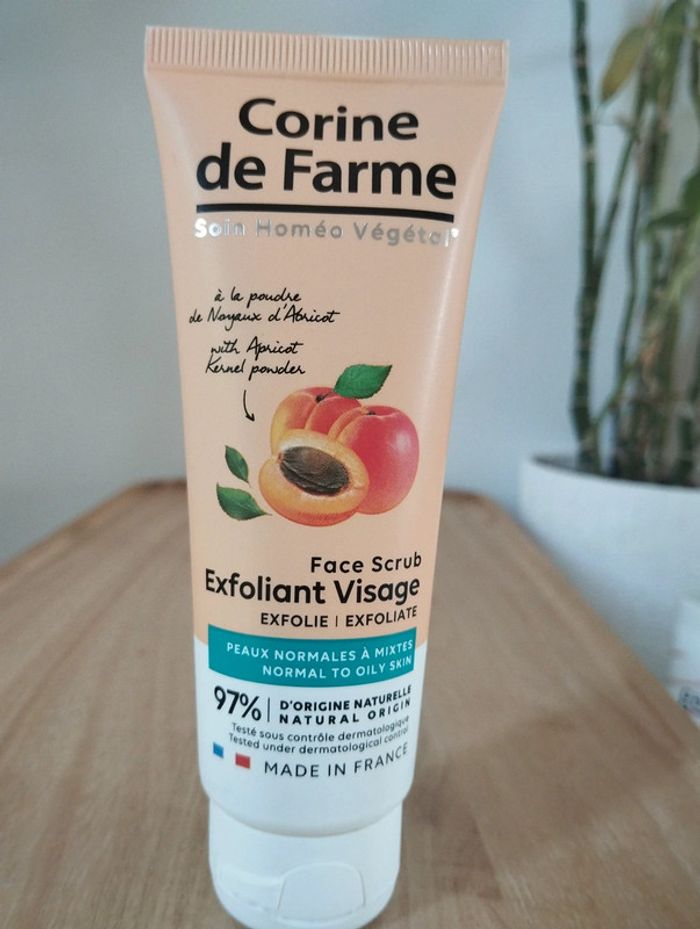 Corine
de Farme
Soin Homéo Végétal®
à la poudre
de Noyaux d'Abricot
with Apricot
Kernel powder
Face Scrub
Exfoliant Visage
EXFOLIE | EXFOLIATE
PEAUX NORMALES À MIXTES
NORMAL TO OILY SKIN
97% | D'ORIGINE NATURELLE
NATURAL ORIGIN
Testé sous contrôle dermatologique
Tested under dermatological control
MADE IN FRANCE